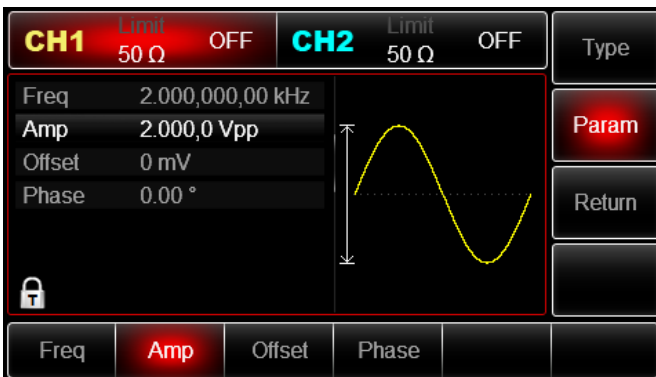 CH1 Limit 50 Ω OFF CH2 Limit 50 Ω OFF
Type
Freq 2.000,000,00 kHz
Amp 2.000,0 Vpp
Offset 0 mV
Phase 0.00 °
Param
Return
T
Freq Amp Offset Phase